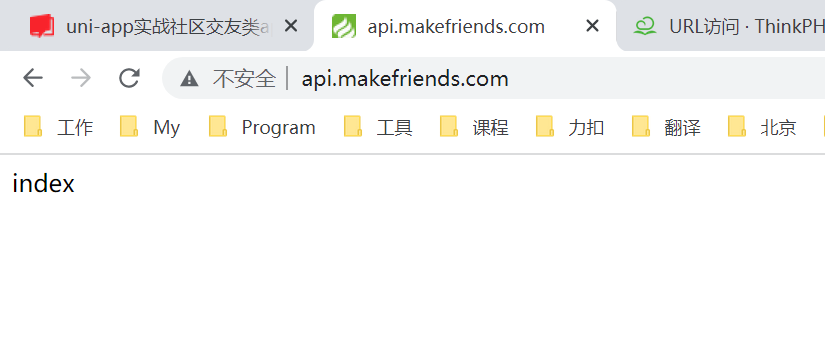 uni-app实战社区交友类a
api.makefriends.com
URL访问 · ThinkPH
不安全 | api.makefriends.com
工作 My Program 工具 课程 力扣 翻译 北京
index